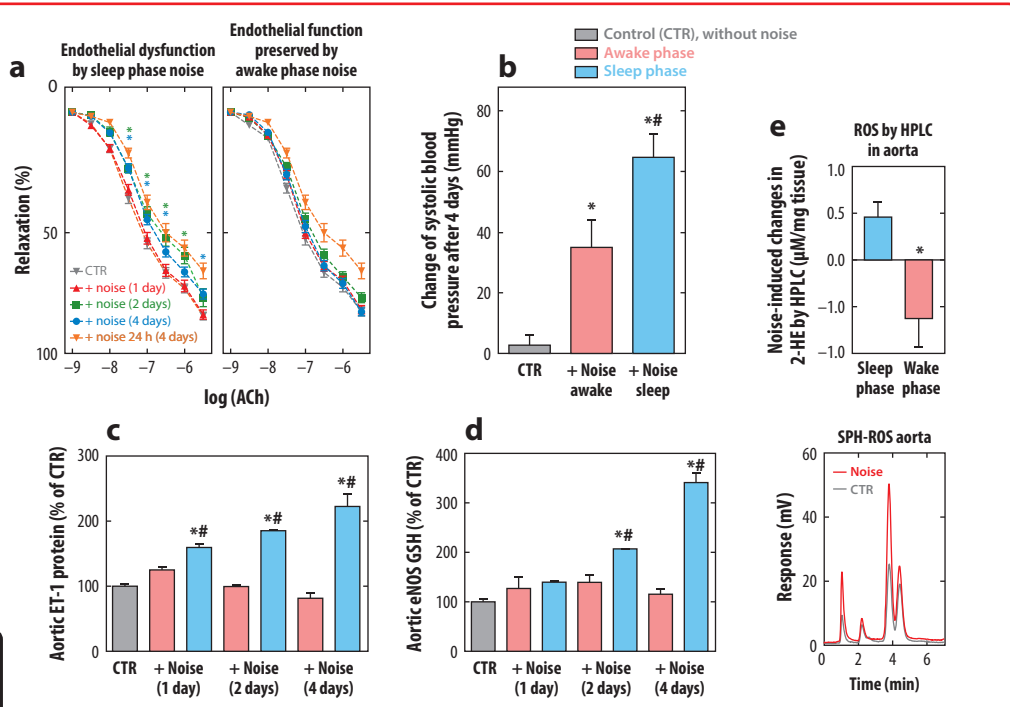 Control (CTR), without noise
Awake phase
Sleep phase
a
Endothelial dysfunction
by sleep phase noise
Endothelial function
preserved by
awake phase noise
Relaxation (%)
0
50
100
*
*
*
*
*
*
*
*
CTR
+ noise (1 day)
+ noise (2 days)
+ noise (4 days)
+ noise 24 h (4 days)
−9 −8 −7 −6
−9 −8 −7 −6
log (ACh)
b
Change of systolic blood
pressure after 4 days (mmHg)
80
60
40
20
0
*
*#
CTR
+ Noise
awake
+ Noise
sleep
e
ROS by HPLC
in aorta
Noise-induced changes in
2-HE by HPLC (μM/mg tissue)
1.0
0.5
0.0
−1.0
−1.0
*
Sleep
phase
Wake
phase
c
Aortic ET-1 protein (% of CTR)
300
200
100
0
*#
*#
*#
CTR
+ Noise
(1 day)
+ Noise
(2 days)
+ Noise
(4 days)
d
Aortic eNOS GSH (% of CTR)
400
300
200
100
0
*#
*#
CTR
+ Noise
(1 day)
+ Noise
(2 days)
+ Noise
(4 days)
SPH-ROS aorta
Response (mV)
60
40
20
0
Noise
CTR
0 2 4 6
Time (min)